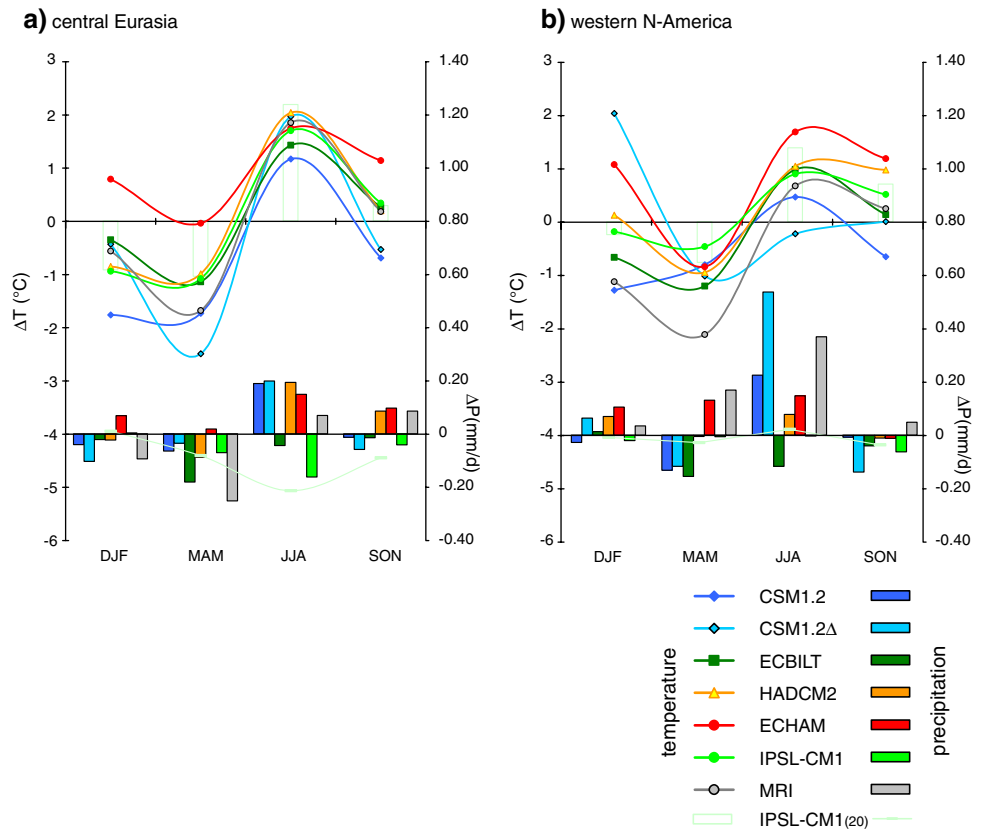 a) central Eurasia
3
2
1
0
-1
-2
-3
-4
-5
-6
ΔT (°C)
1.40
1.20
1.00
0.80
0.60
0.40
0.20
0
-0.20
-0.40
ΔP(mm/d)
DJF MAM JJA SON
b) western N-America
3
2
1
0
-1
-2
-3
-4
-5
-6
ΔT (°C)
1.40
1.20
1.00
0.80
0.60
0.40
0.20
0
-0.20
-0.40
ΔP(mm/d)
DJF MAM JJA SON
temperature
CSM1.2
CSM1.2Δ
ECBILT
HADCM2
ECHAM
IPSL-CM1
MRI
IPSL-CM1(20)
precipitation